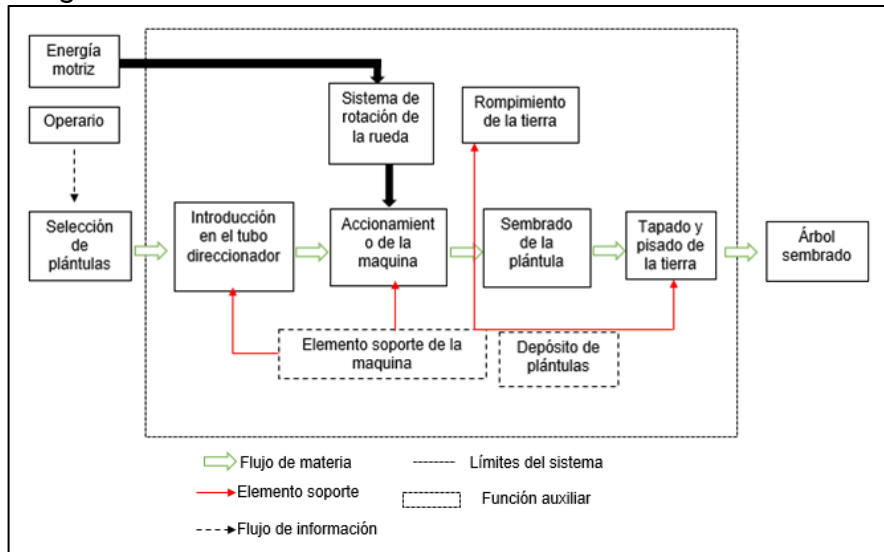 Energía
motriz
Operario
Sistema de
rotación de
la rueda
Rompimiento
de la tierra
Selección
de
plántulas
Introducción
en el tubo
direccionador
Accionamient
o de la
maquina
Sembrado
de la
plántula
Tapado y
pisado de
la tierra
Árbol
sembrado
Elemento soporte de la
maquina
Depósito de
plántulas
Flujo de materia
Límites del sistema
Elemento soporte
Función auxiliar
Flujo de información